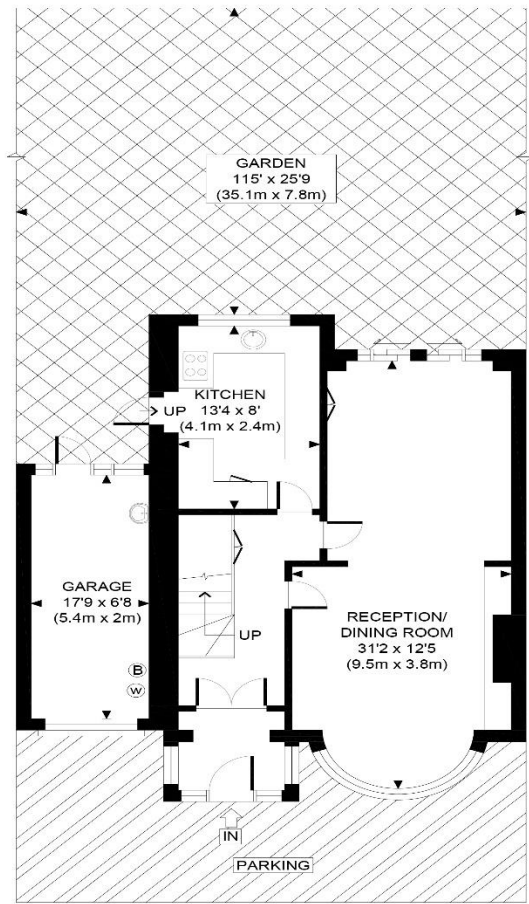 GARDEN
115' x 25'9
(35.1m x 7.8m)
KITCHEN
13'4 x 8'
(4.1m x 2.4m)
UP
GARAGE
17'9 x 6'8
(5.4m x 2m)
UP
RECEPTION/
DINING ROOM
31'2 x 12'5
(9.5m x 3.8m)
B
W
IN
PARKING